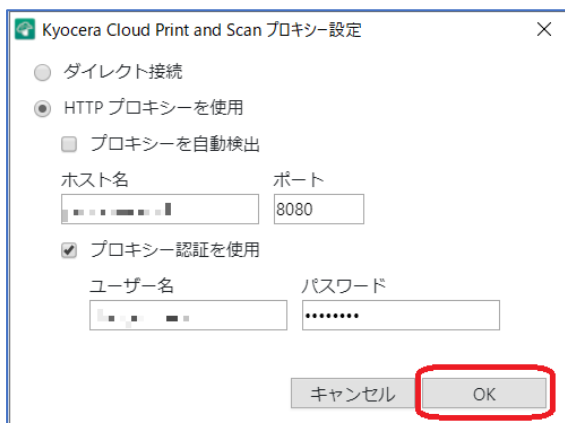 Kyocera Cloud Print and Scan プロキシー設定
ダイレクト接続
HTTP プロキシーを使用
プロキシーを自動検出
ホスト名 ポート
8080
プロキシー認証を使用
ユーザー名 パスワード
••••••••
キャンセル OK